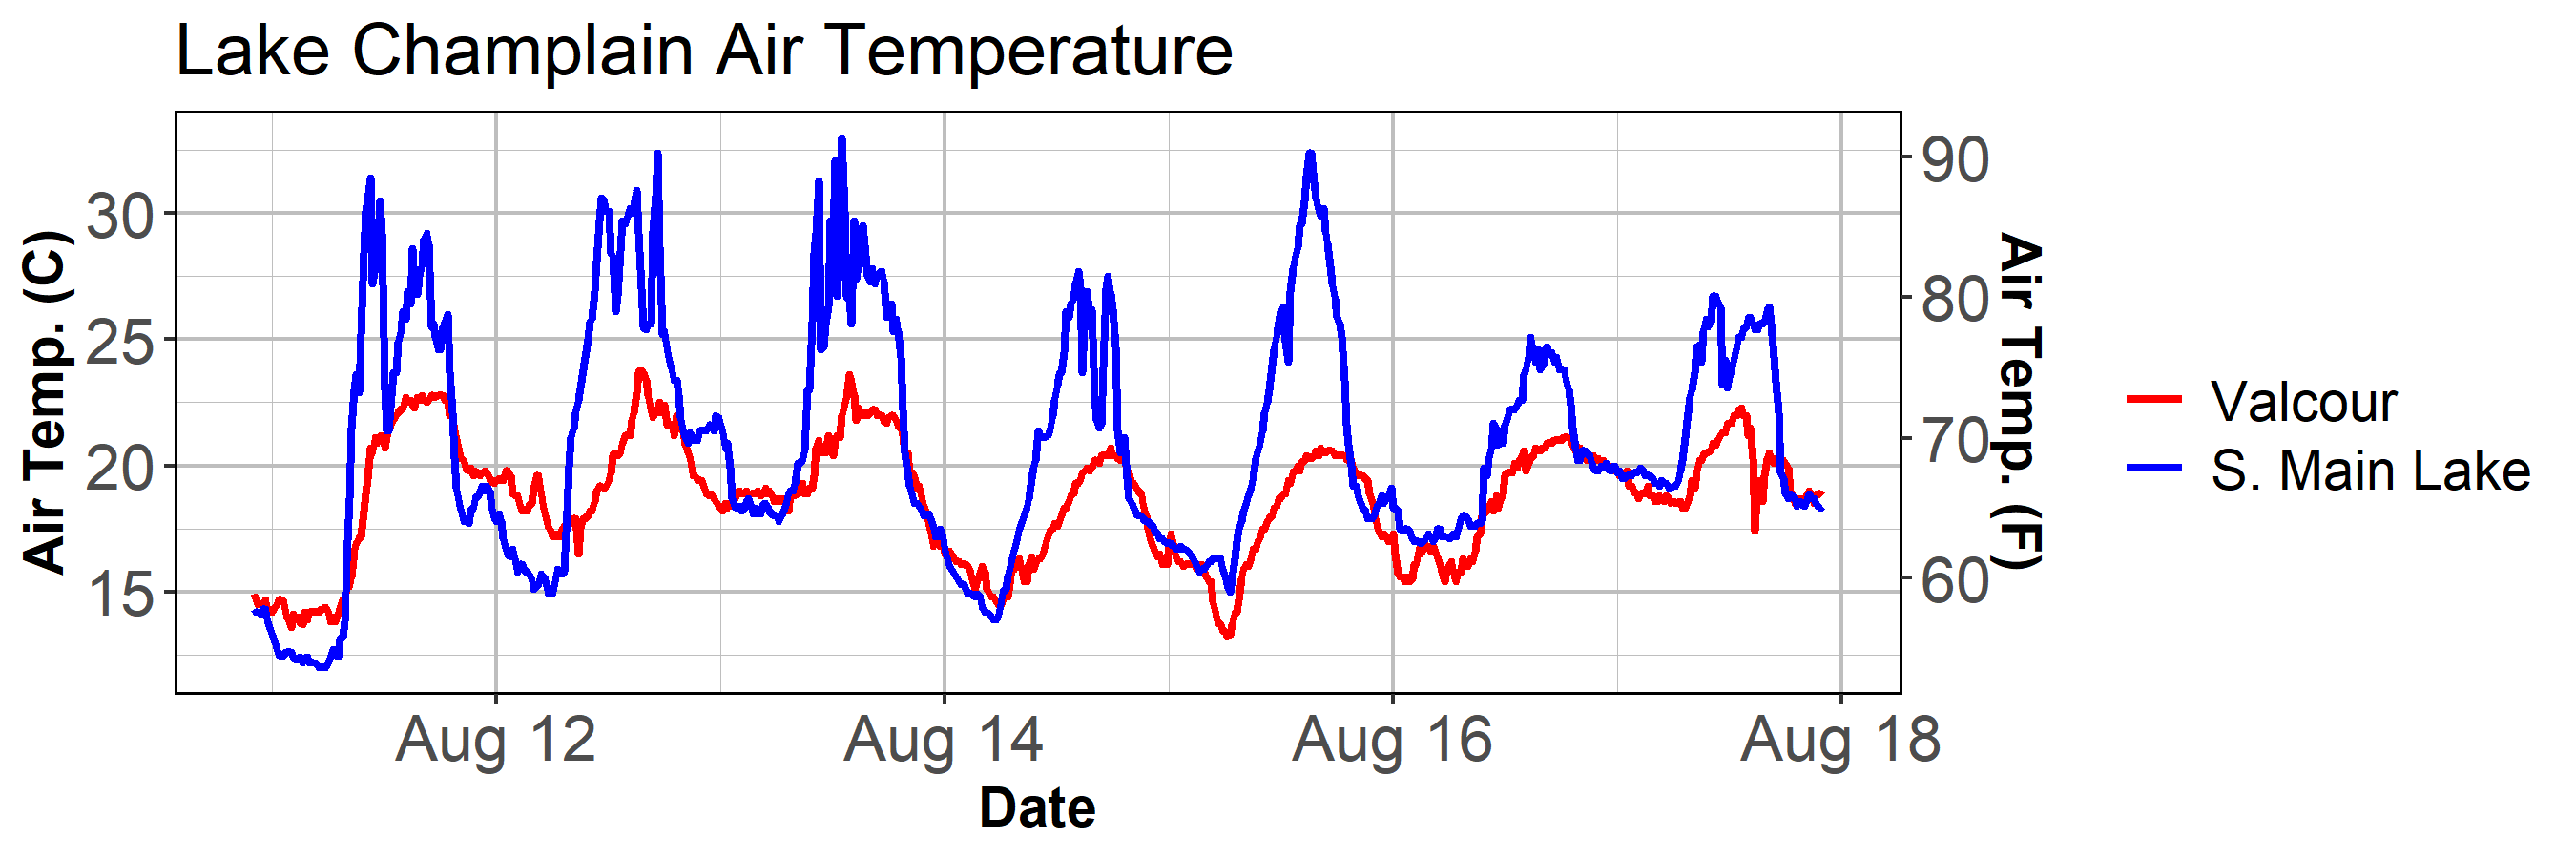 Lake Champlain Air Temperature
Air Temp. (C)
30
25
20
15
90
80
70
60
Air Temp. (F)
Aug 12
Aug 14
Aug 16
Aug 18
Date
Valcour
S. Main Lake